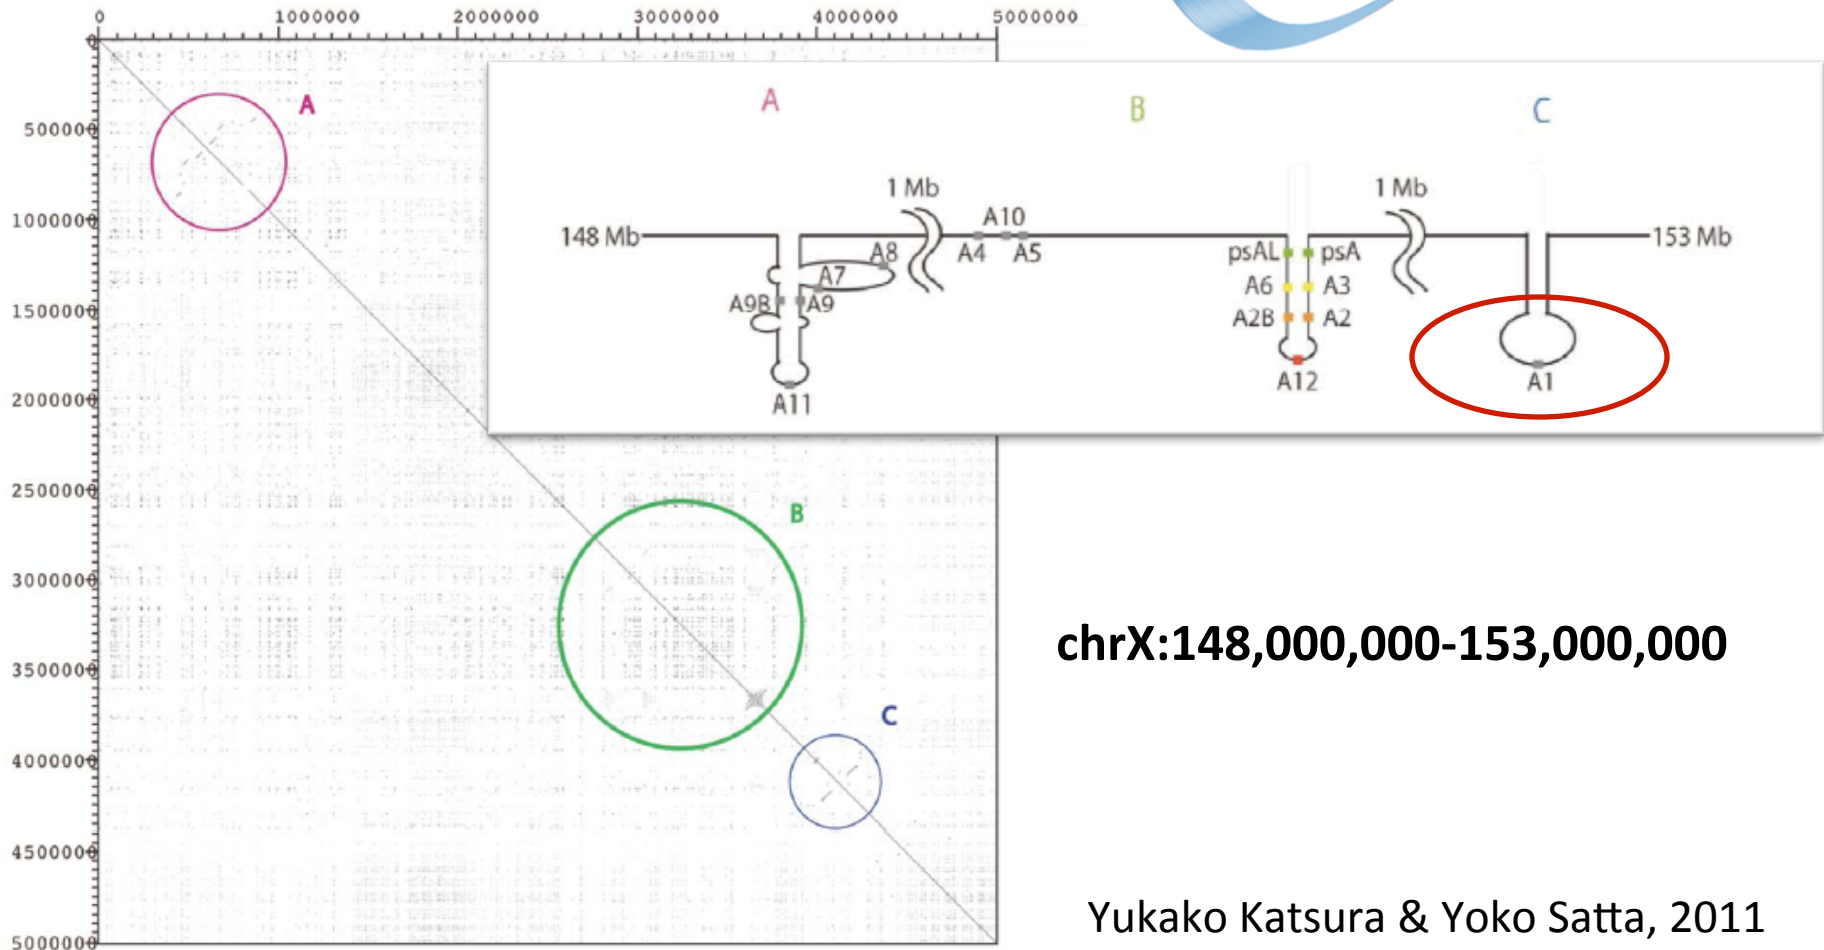 0 1000000 2000000 3000000 4000000 5000000
0
500000
1000000
1500000
2000000
2500000
3000000
3500000
4000000
4500000
5000000
A
B
C
A B C
1 Mb 1 Mb
148 Mb 153 Mb
A10
A4 A5
A8
A7
A9B A9
A11
psAL psA
A6 A3
A2B A2
A12
A1
chrX:148,000,000-153,000,000
Yukako Katsura & Yoko Satta, 2011